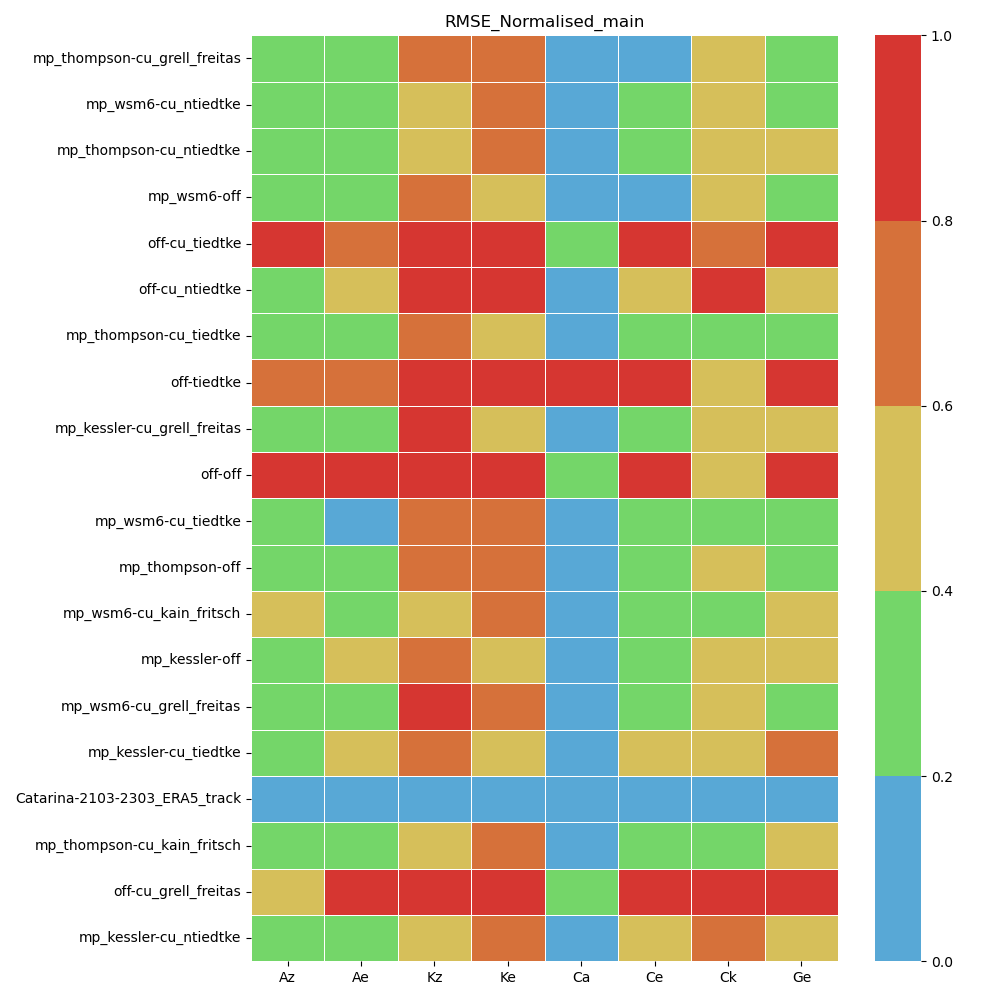 RMSE_Normalised_main
mp_thompson-cu_grell_freitas
mp_wsm6-cu_ntiedtke
mp_thompson-cu_ntiedtke
mp_wsm6-off
off-cu_tiedtke
off-cu_ntiedtke
mp_thompson-cu_tiedtke
off-tiedtke
mp_kessler-cu_grell_freitas
off-off
mp_wsm6-cu_tiedtke
mp_thompson-off
mp_wsm6-cu_kain_fritsch
mp_kessler-off
mp_wsm6-cu_grell_freitas
mp_kessler-cu_tiedtke
Catarina-2103-2303_ERA5_track
mp_thompson-cu_kain_fritsch
off-cu_grell_freitas
mp_kessler-cu_ntiedtke
Az Ae Kz Ke Ca Ce Ck Ge
1.0
0.8
0.6
0.4
0.2
0.0